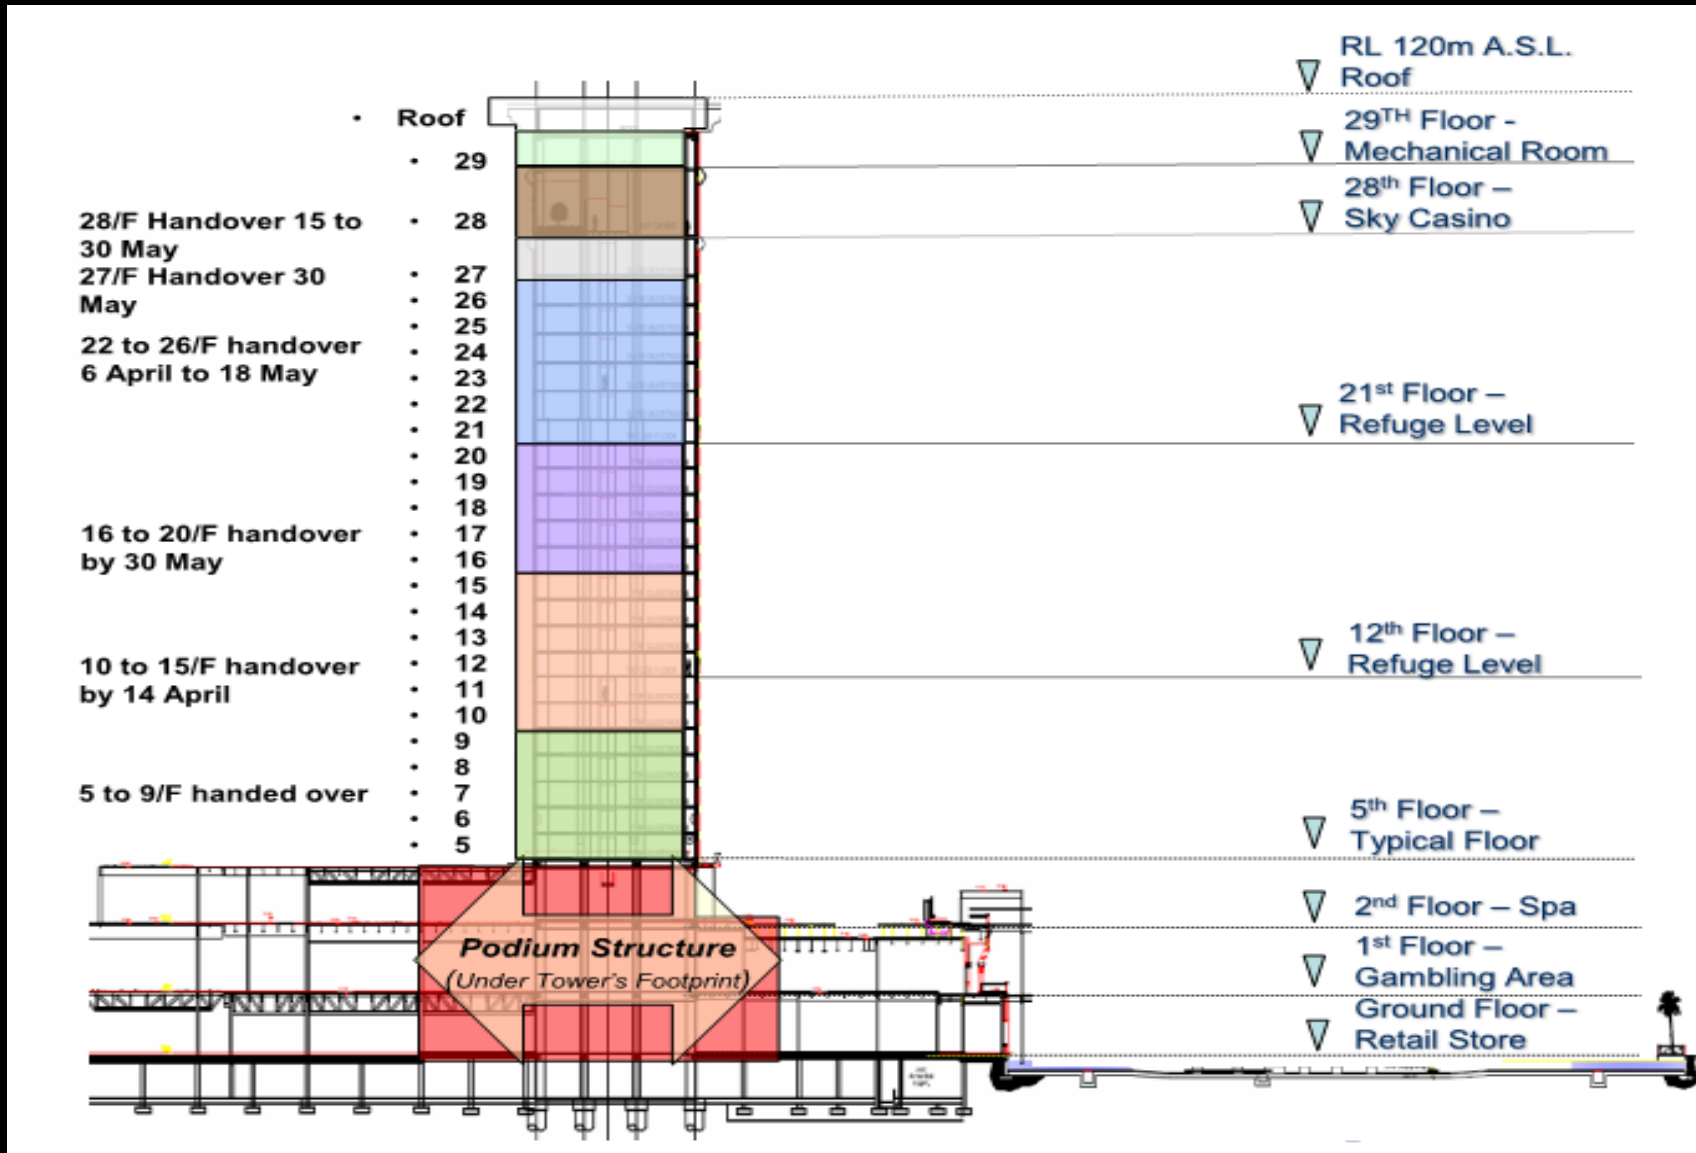 RL 120m A.S.L.
Roof
29TH Floor -
Mechanical Room
28th Floor –
Sky Casino
21st Floor –
Refuge Level
12th Floor –
Refuge Level
5th Floor –
Typical Floor
2nd Floor – Spa
1st Floor –
Gambling Area
Ground Floor –
Retail Store
• Roof
• 29
• 28
• 27
• 26
• 25
• 24
• 23
• 22
• 21
• 20
• 19
• 18
• 17
• 16
• 15
• 14
• 13
• 12
• 11
• 10
• 9
• 8
• 7
• 6
• 5
28/F Handover 15 to
30 May
27/F Handover 30
May
22 to 26/F handover
6 April to 18 May
16 to 20/F handover
by 30 May
10 to 15/F handover
by 14 April
5 to 9/F handed over
Podium Structure
(Under Tower's Footprint)